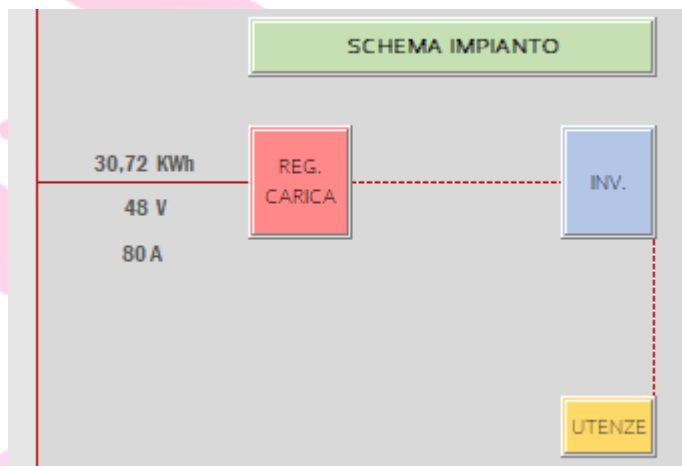 SCHEMA IMPIANTO
30,72 KWh
48 V
80 A
REG.
CARICA
INV.
UTENZE